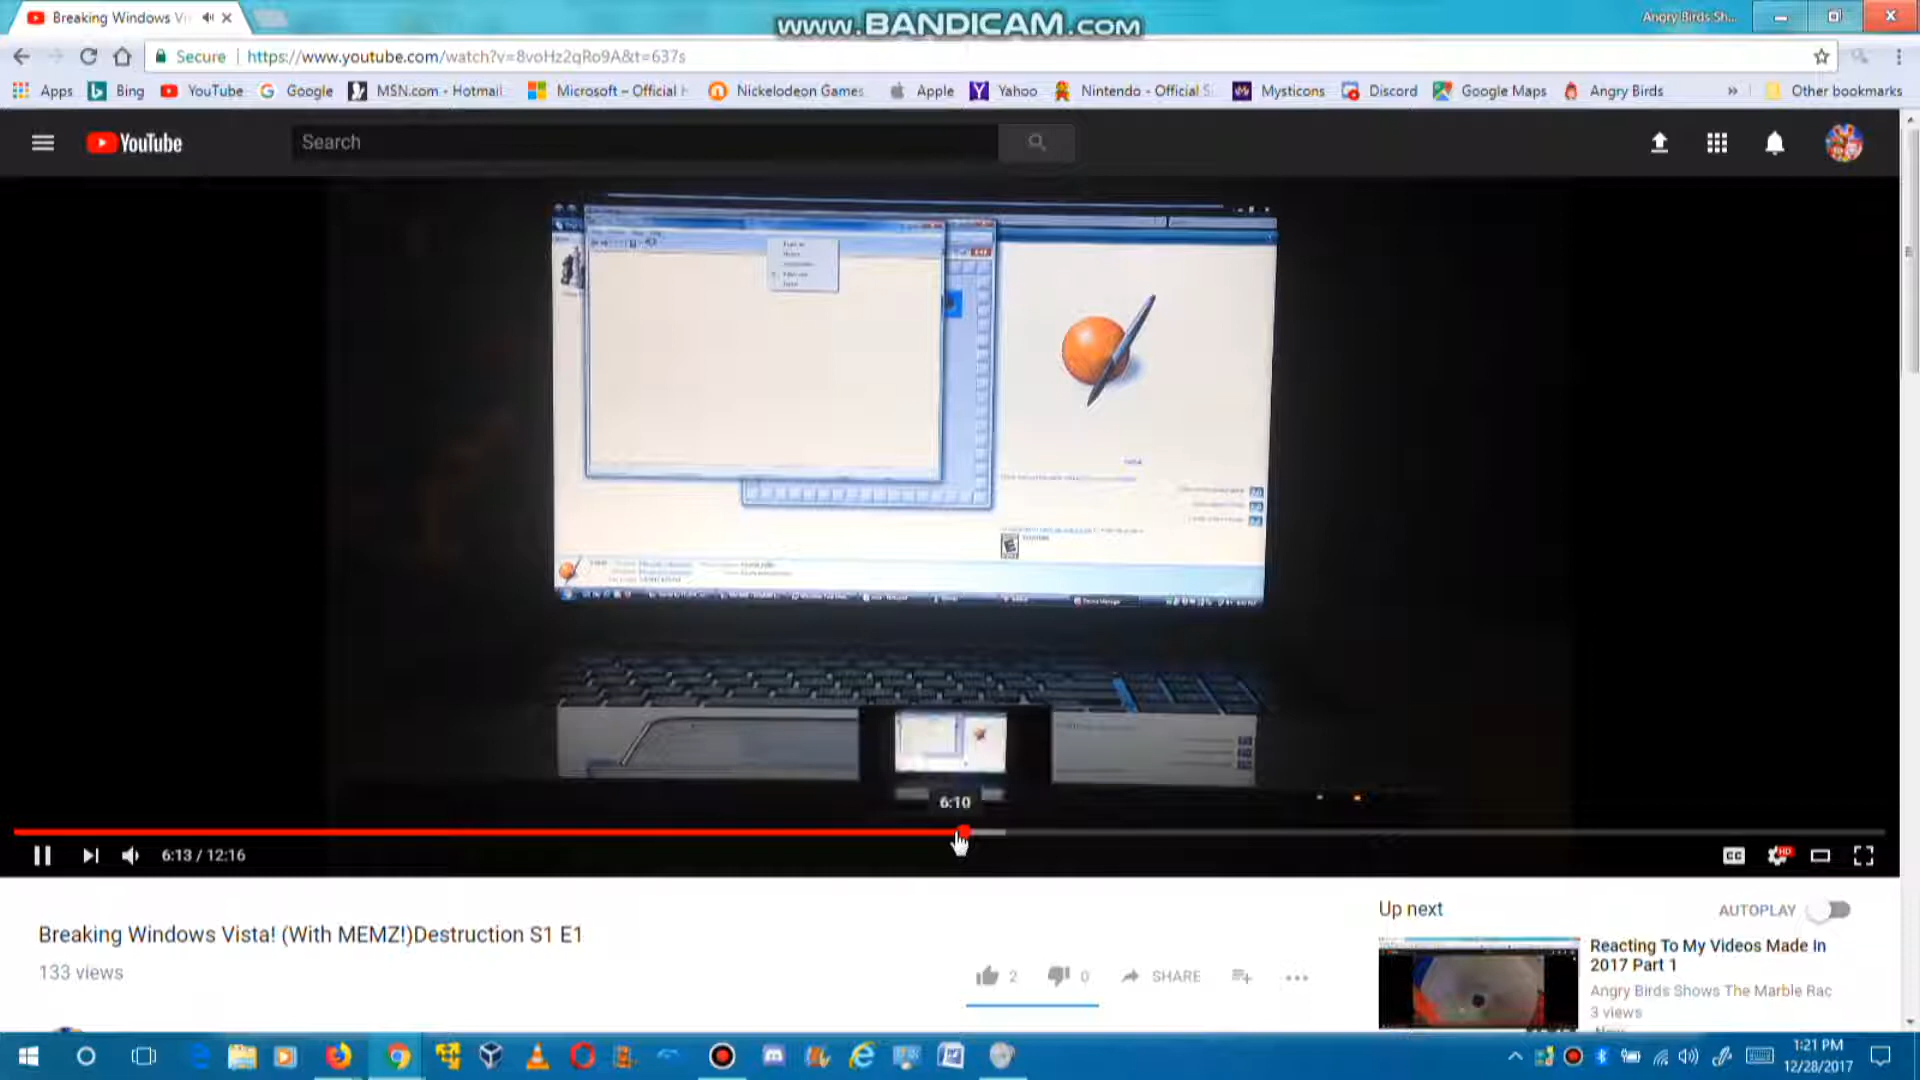 Breaking Windows Vi
www.BANDICAM.com
Angry Birds Sh...
Secure
https://www.youtube.com/watch?v=8voHz2qRo9A&t=637s
Apps
Bing
YouTube
Google
MSN.com - Hotmail
Microsoft – Official H
Nickelodeon Games
Apple
Yahoo
Nintendo - Official S
Mysticons
Discord
Google Maps
Angry Birds
»
Other bookmarks
YouTube
Search
E
6:10
6:13 / 12:16
CC
HD
Breaking Windows Vista! (With MEMZ!)Destruction S1 E1
133 views
2
0
SHARE
Up next
AUTOPLAY
Reacting To My Videos Made In
2017 Part 1
Angry Birds Shows The Marble Rac
3 views
1:21 PM
12/28/2017